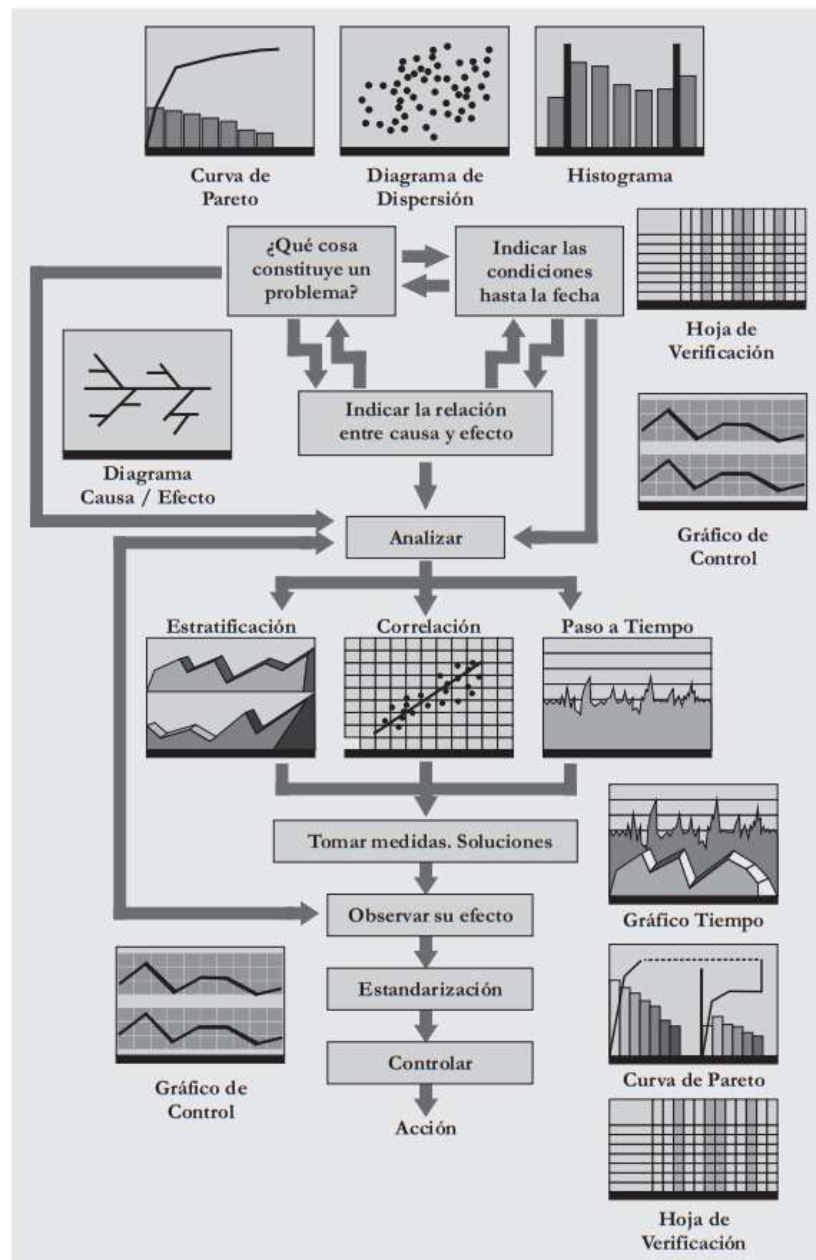 Curva de
Pareto
Diagrama de
Dispersión
Histograma
¿Qué cosa
constituye un
problema?
Indicar las
condiciones
hasta la fecha
Hoja de
Verificación
Indicar la relación
entre causa y efecto
Diagrama
Causa / Efecto
Gráfico de
Control
Analizar
Estratificación
Correlación
Paso a Tiempo
Tomar medidas. Soluciones
Gráfico Tiempo
Observar su efecto
Estandarización
Controlar
Curva de Pareto
Gráfico de
Control
Acción
Hoja de
Verificación